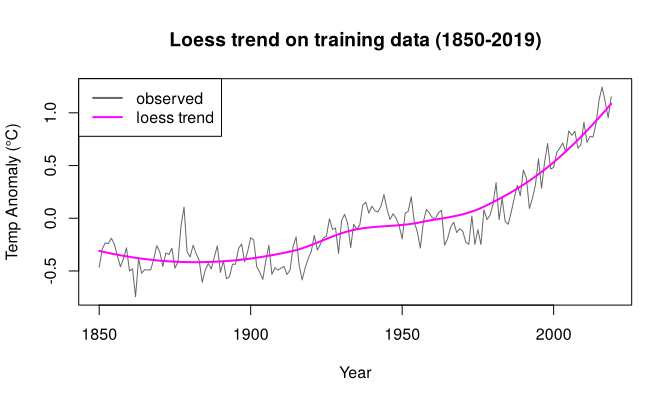 Loess trend on training data (1850-2019)
observed
loess trend
Temp Anomaly (°C)
1.0
0.5
0.0
-0.5
1850 1900 1950 2000
Year